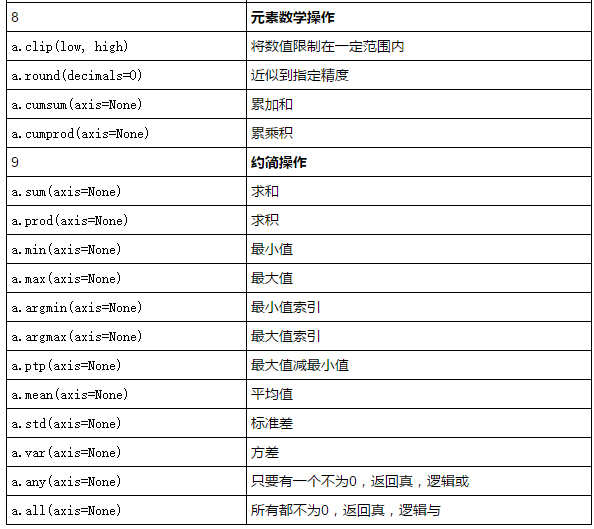 8 元素数学操作
a.clip(low, high) 将数值限制在一定范围内
a.round(decimals=0) 近似到指定精度
a.cumsum(axis=None) 累加和
a.cumprod(axis=None) 累乘积
9 约简操作
a.sum(axis=None) 求和
a.prod(axis=None) 求积
a.min(axis=None) 最小值
a.max(axis=None) 最大值
a.argmin(axis=None) 最小值索引
a.argmax(axis=None) 最大值索引
a.ptp(axis=None) 最大值减最小值
a.mean(axis=None) 平均值
a.std(axis=None) 标准差
a.var(axis=None) 方差
a.any(axis=None) 只要有一个不为0，返回真，逻辑或
a.all(axis=None) 所有都不为0，返回真，逻辑与